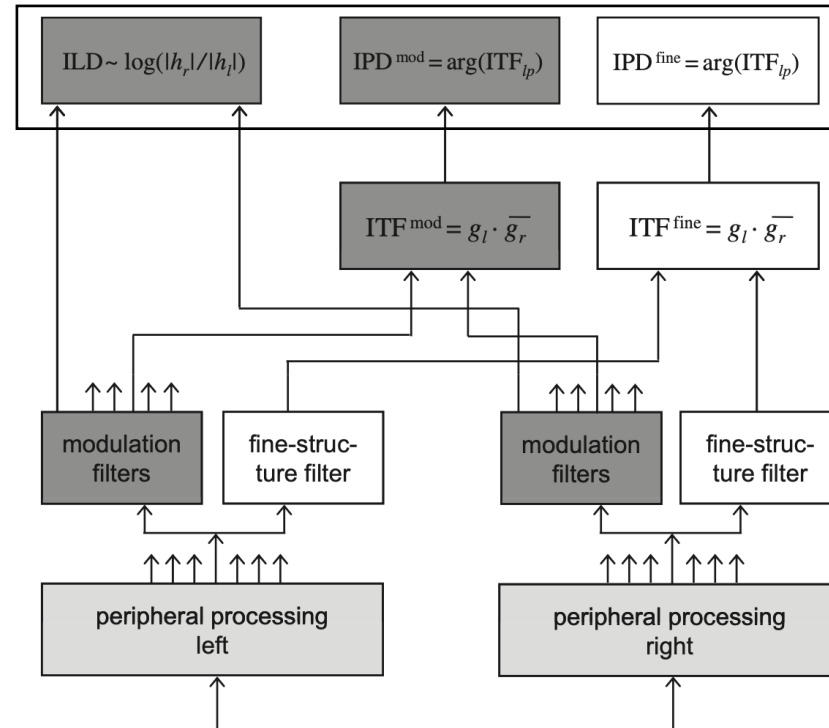 ILD~ log(|h_r|/|h_l|)
IPD^mod = arg(ITF_lp)
IPD^fine = arg(ITF_lp)
ITF^mod = g_l · \overline{g_r}
ITF^fine = g_l · \overline{g_r}
modulation
filters
fine-struc-
ture filter
modulation
filters
fine-struc-
ture filter
peripheral processing
left
peripheral processing
right